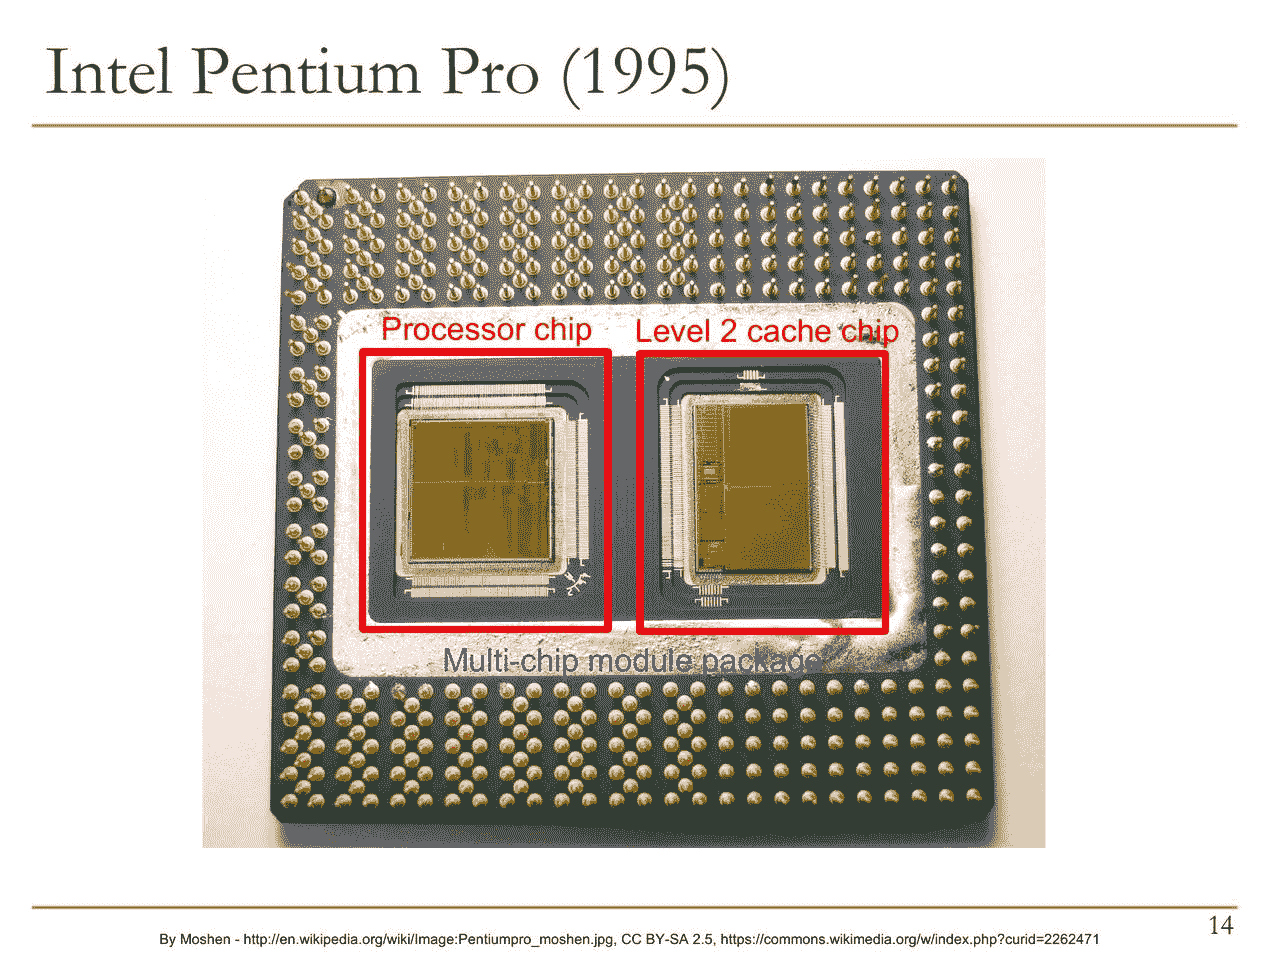 Intel Pentium Pro (1995)
Processor chip
Level 2 cache chip
Multi-chip module package
14
By Moshen - http://en.wikipedia.org/wiki/Image:Pentiumpro_moshen.jpg, CC BY-SA 2.5, https://commons.wikimedia.org/w/index.php?curid=2262471